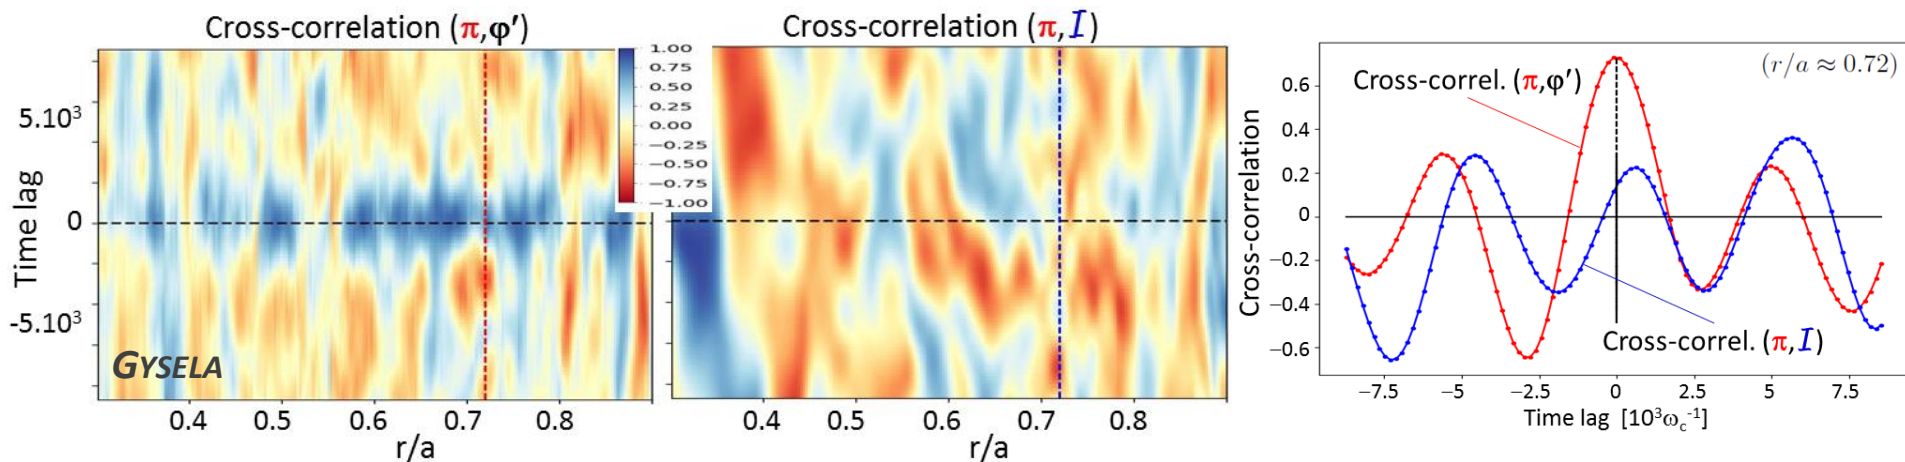 Cross-correlation (π,φ′)
Time lag
5.10³
0
-5.10³
GYSELA
0.4 0.5 0.6 0.7 0.8
r/a
1.00
0.75
0.50
0.25
0.00
−0.25
−0.50
−0.75
−1.00
Cross-correlation (π,I)
0.4 0.5 0.6 0.7 0.8
r/a
(r/a ≈ 0.72)
Cross-correl. (π,φ′)
Cross-correlation
0.6
0.4
0.2
0
−0.2
−0.4
−0.6
Cross-correl. (π,I)
−7.5 −5 −2.5 0 2.5 5 7.5
Time lag [10³ω_c⁻¹]